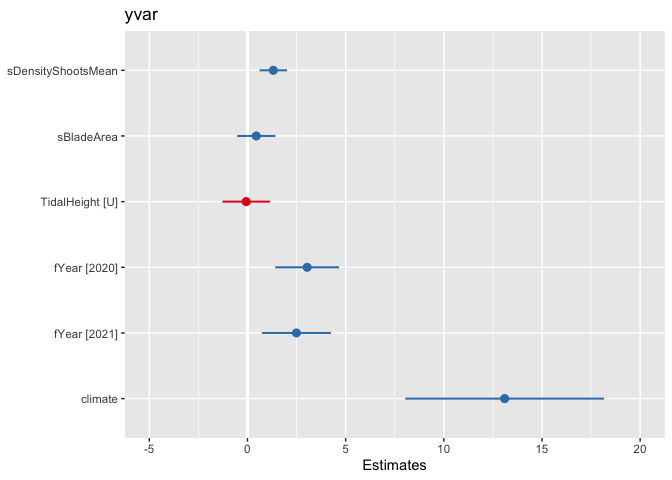 yvar
sDensityShootsMean
sBladeArea
TidalHeight [U]
fYear [2020]
fYear [2021]
climate
-5 0 5 10 15 20
Estimates